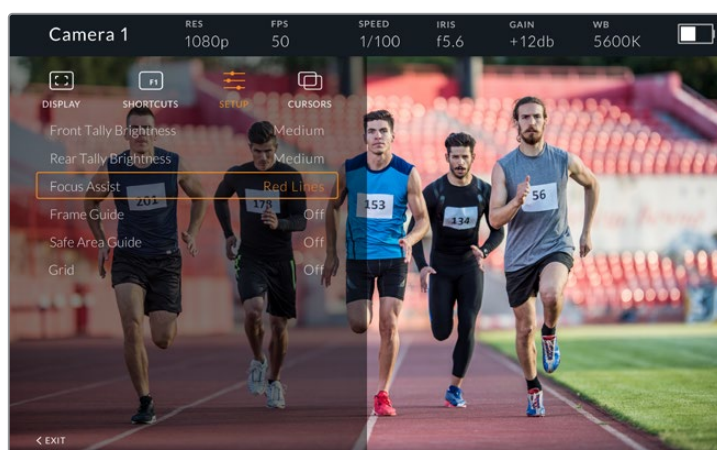 Camera 1 RES FPS SPEED IRIS GAIN WB
1080p 50 1/100 f5.6 +12db 5600K
F1
DISPLAY SHORTCUTS SETUP CURSORS
Front Tally Brightness Medium
Rear Tally Brightness Medium
Focus Assist Red Lines
Frame Guide Off
Safe Area Guide Off
Grid Off
201 178 153 134 56
< EXIT